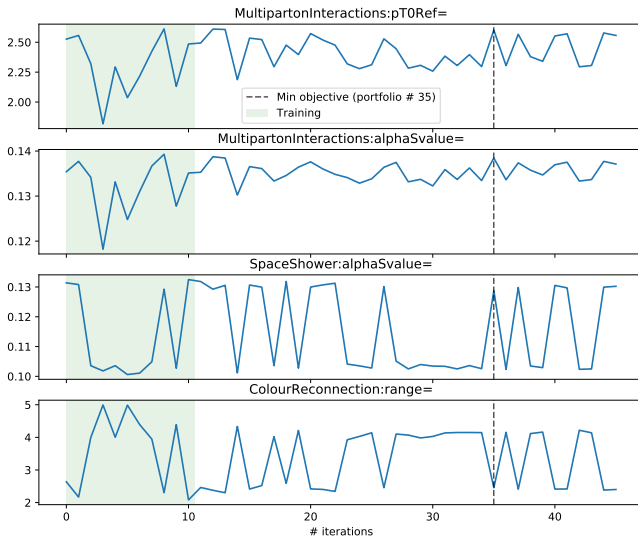 MultipartonInteractions:pT0Ref=
2.50
2.25
2.00
Min objective (portfolio # 35)
Training
MultipartonInteractions:alphaSvalue=
0.14
0.13
0.12
SpaceShower:alphaSvalue=
0.13
0.12
0.11
0.10
ColourReconnection:range=
5
4
3
2
0 10 20 30 40
# iterations